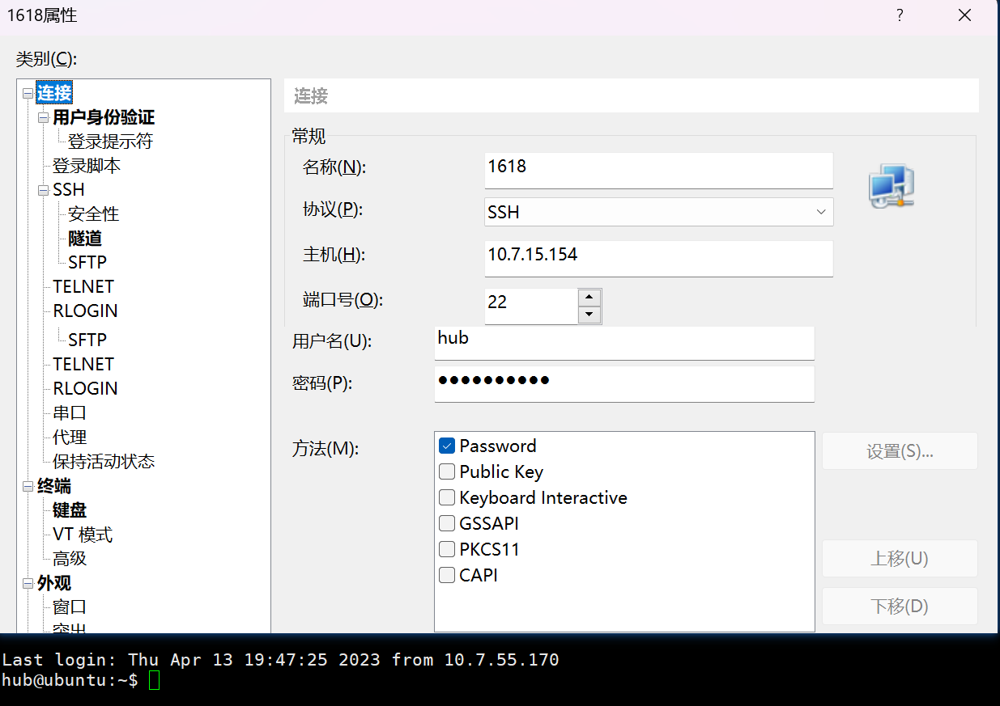 1618属性
?
类别(C):
连接
用户身份验证
登录提示符
登录脚本
SSH
安全性
隧道
SFTP
TELNET
RLOGIN
SFTP
TELNET
RLOGIN
串口
代理
保持活动状态
终端
键盘
VT 模式
高级
外观
窗口
突出
连接
常规
名称(N):
1618
协议(P):
SSH
主机(H):
10.7.15.154
端口号(O):
22
用户名(U):
hub
密码(P):
●●●●●●●●●●
方法(M):
Password
Public Key
Keyboard Interactive
GSSAPI
PKCS11
CAPI
设置(S)...
上移(U)
下移(D)
Last login: Thu Apr 13 19:47:25 2023 from 10.7.55.170
hub@ubuntu:~$